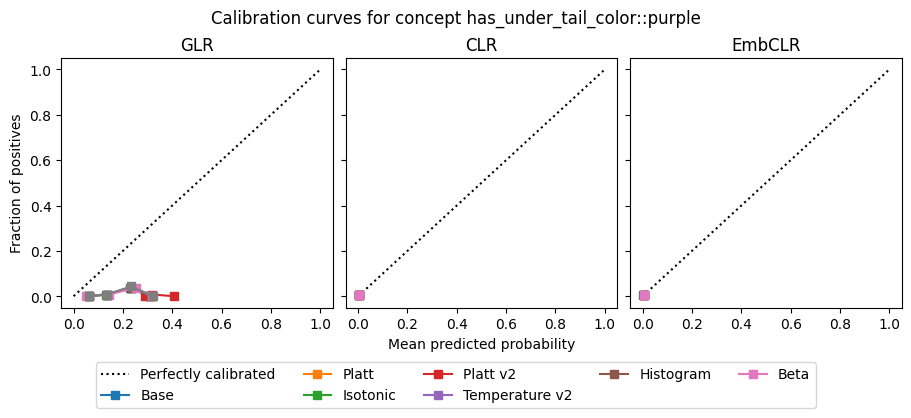 Calibration curves for concept has_under_tail_color::purple
GLR
CLR
EmbCLR
Fraction of positives
1.0
0.8
0.6
0.4
0.2
0.0
0.0 0.2 0.4 0.6 0.8 1.0
0.0 0.2 0.4 0.6 0.8 1.0
0.0 0.2 0.4 0.6 0.8 1.0
Mean predicted probability
Perfectly calibrated
Base
Platt
Isotonic
Platt v2
Temperature v2
Histogram
Beta